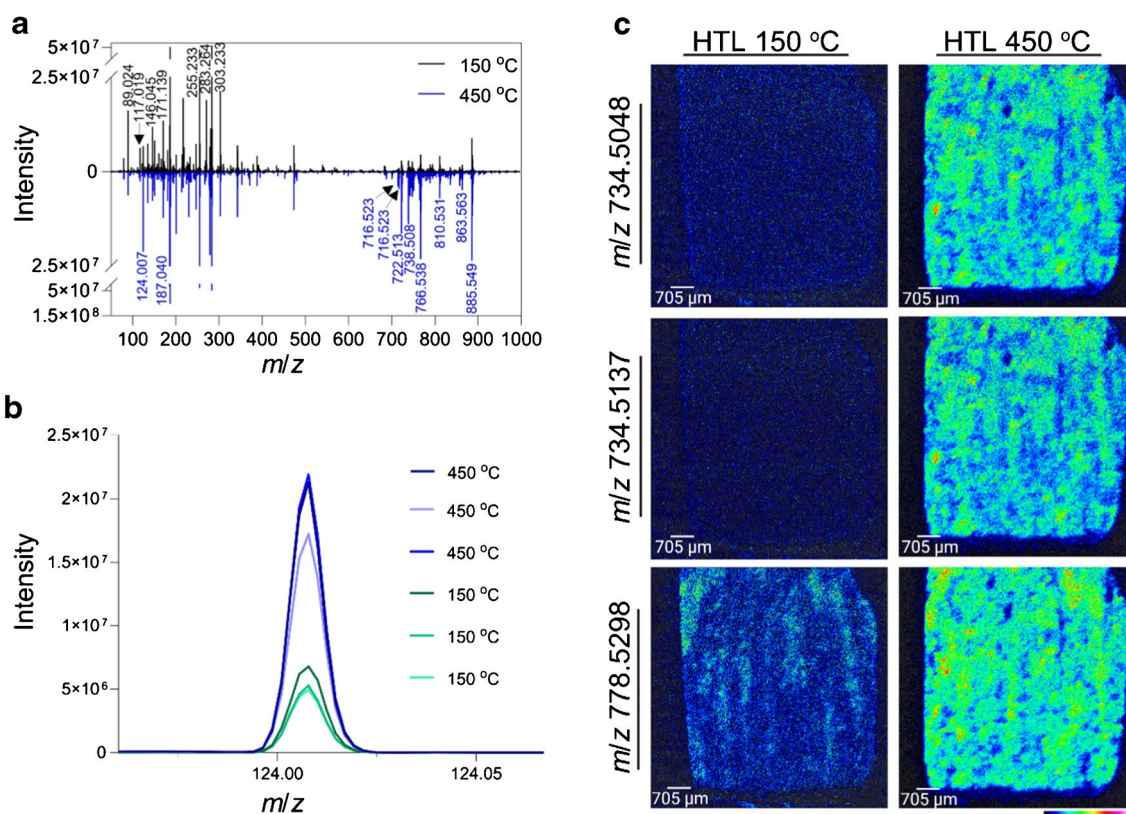 a
5×10⁷
2.5×10⁷
0
2.5×10⁷
5×10⁷
1.5×10⁸
Intensity
89.024
117.019
146.045
171.139
255.233
283.264
303.233
150 °C
450 °C
124.007
187.040
716.523
716.523
722.513
738.508
766.538
810.531
863.563
885.549
100 200 300 400 500 600 700 800 900 1000
m/z
b
2.5×10⁷
2×10⁷
1.5×10⁷
1×10⁷
5×10⁶
0
Intensity
450 °C
450 °C
450 °C
150 °C
150 °C
150 °C
124.00 124.05
m/z
c
HTL 150 °C HTL 450 °C
m/z 734.5048
705 µm 705 µm
m/z 734.5137
705 µm 705 µm
m/z 778.5298
705 µm 705 µm